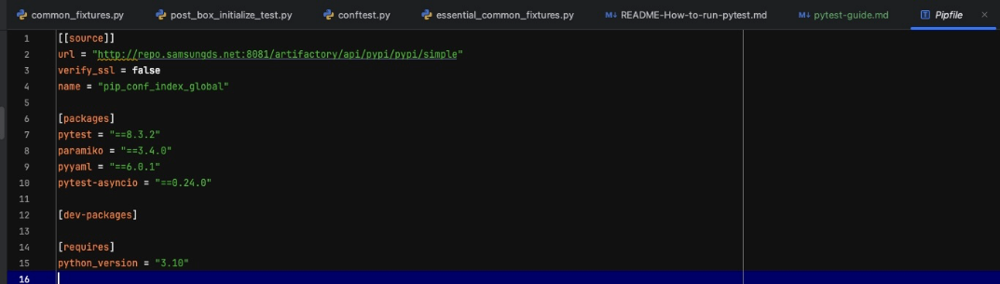 common_fixtures.py post_box_initialize_test.py conftest.py essential_common_fixtures.py M↓ README-How-to-run-pytest.md M↓ pytest-guide.md T Pipfile ×
1 [[source]]
2 url = "http://repo.samsungds.net:8081/artifactory/api/pypi/pypi/simple"
3 verify_ssl = false
4 name = "pip_conf_index_global"
5
6 [packages]
7 pytest = "==8.3.2"
8 paramiko = "==3.4.0"
9 pyyaml = "==6.0.1"
10 pytest-asyncio = "==0.24.0"
11
12 [dev-packages]
13
14 [requires]
15 python_version = "3.10"
16